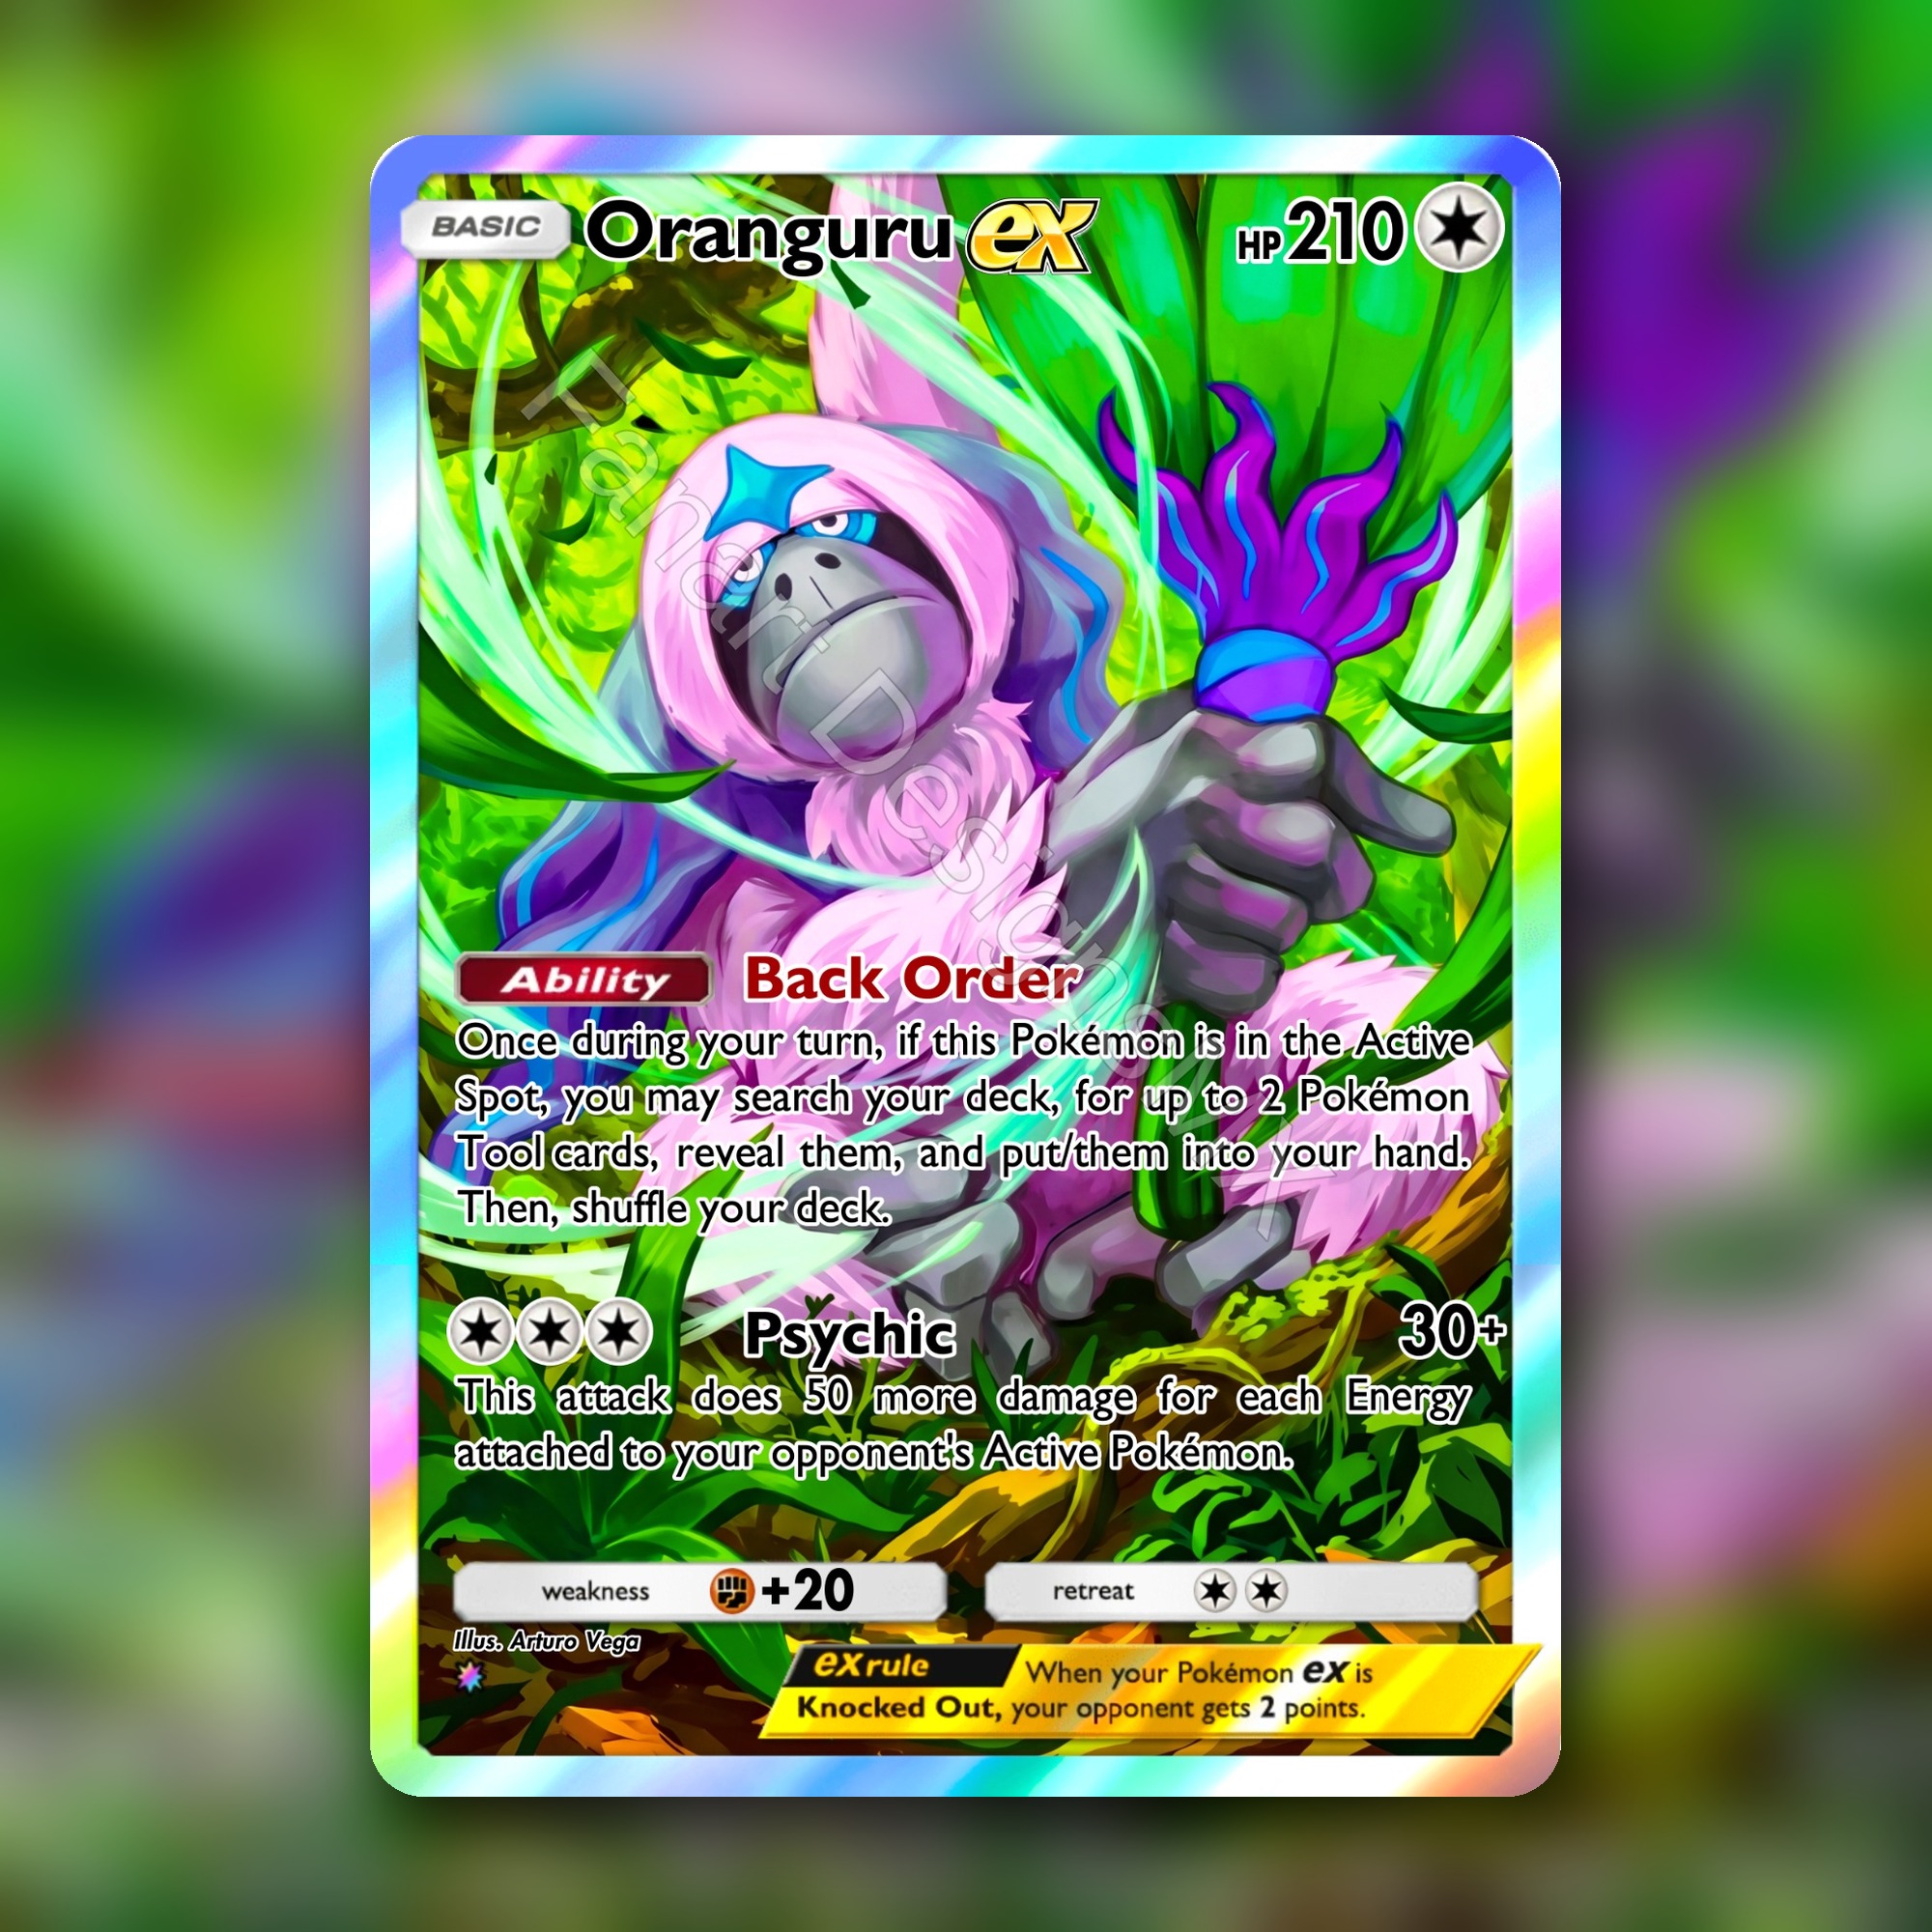 BASIC Oranguru ex HP 210
Ability Back Order
Once during your turn, if this Pokémon is in the Active
Spot, you may search your deck, for up to 2 Pokémon
Tool cards, reveal them, and put/them into your hand.
Then, shuffle your deck.
Psychic 30+
This attack does 50 more damage for each Energy
attached to your opponent's Active Pokémon.
weakness +20 retreat
Illus. Arturo Vega
ex rule When your Pokémon ex is
Knocked Out, your opponent gets 2 points.
Fanart Designs